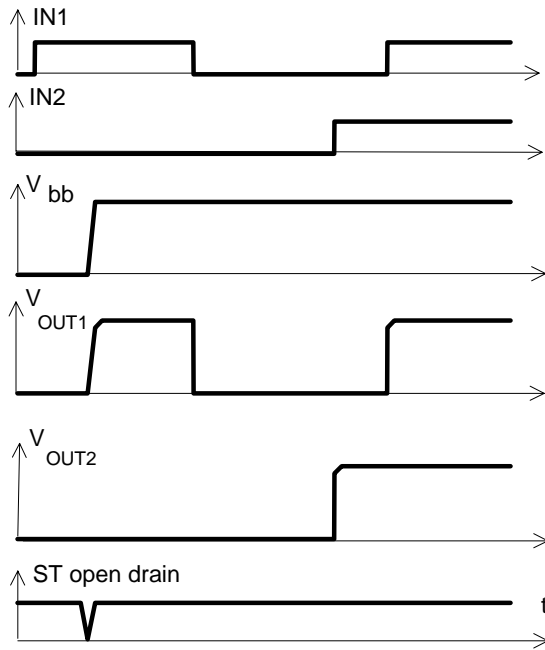 IN1
IN2
V bb
V OUT1
V OUT2
ST open drain
t